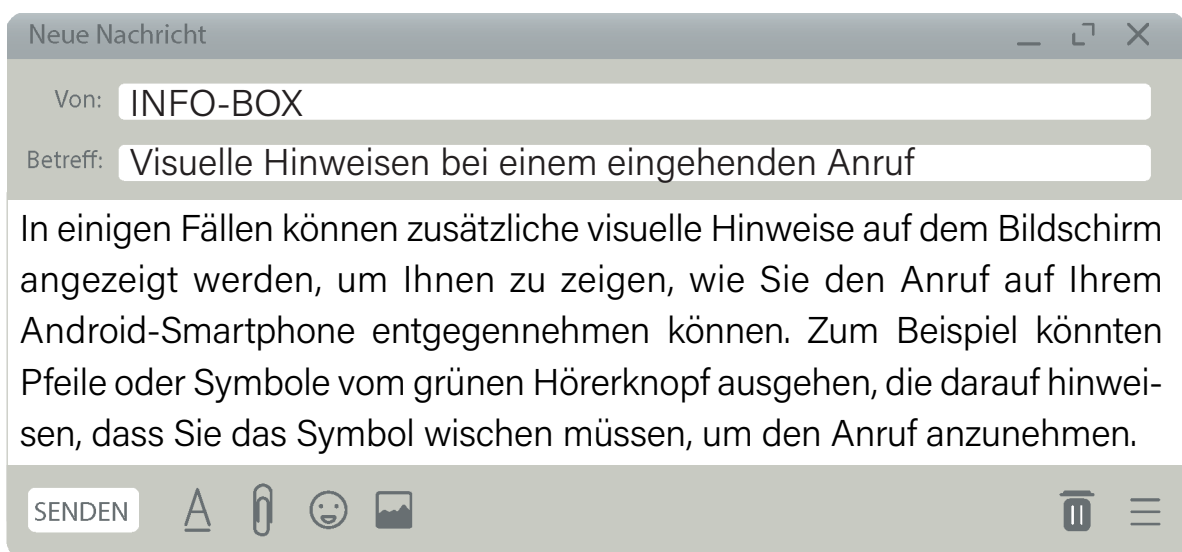 Neue Nachricht
Von: INFO-BOX
Betreff: Visuelle Hinweisen bei einem eingehenden Anruf
In einigen Fällen können zusätzliche visuelle Hinweise auf dem Bildschirm
angezeigt werden, um Ihnen zu zeigen, wie Sie den Anruf auf Ihrem
Android-Smartphone entgegennehmen können. Zum Beispiel könnten
Pfeile oder Symbole vom grünen Hörerknopf ausgehen, die darauf hinwei-
sen, dass Sie das Symbol wischen müssen, um den Anruf anzunehmen.
SENDEN